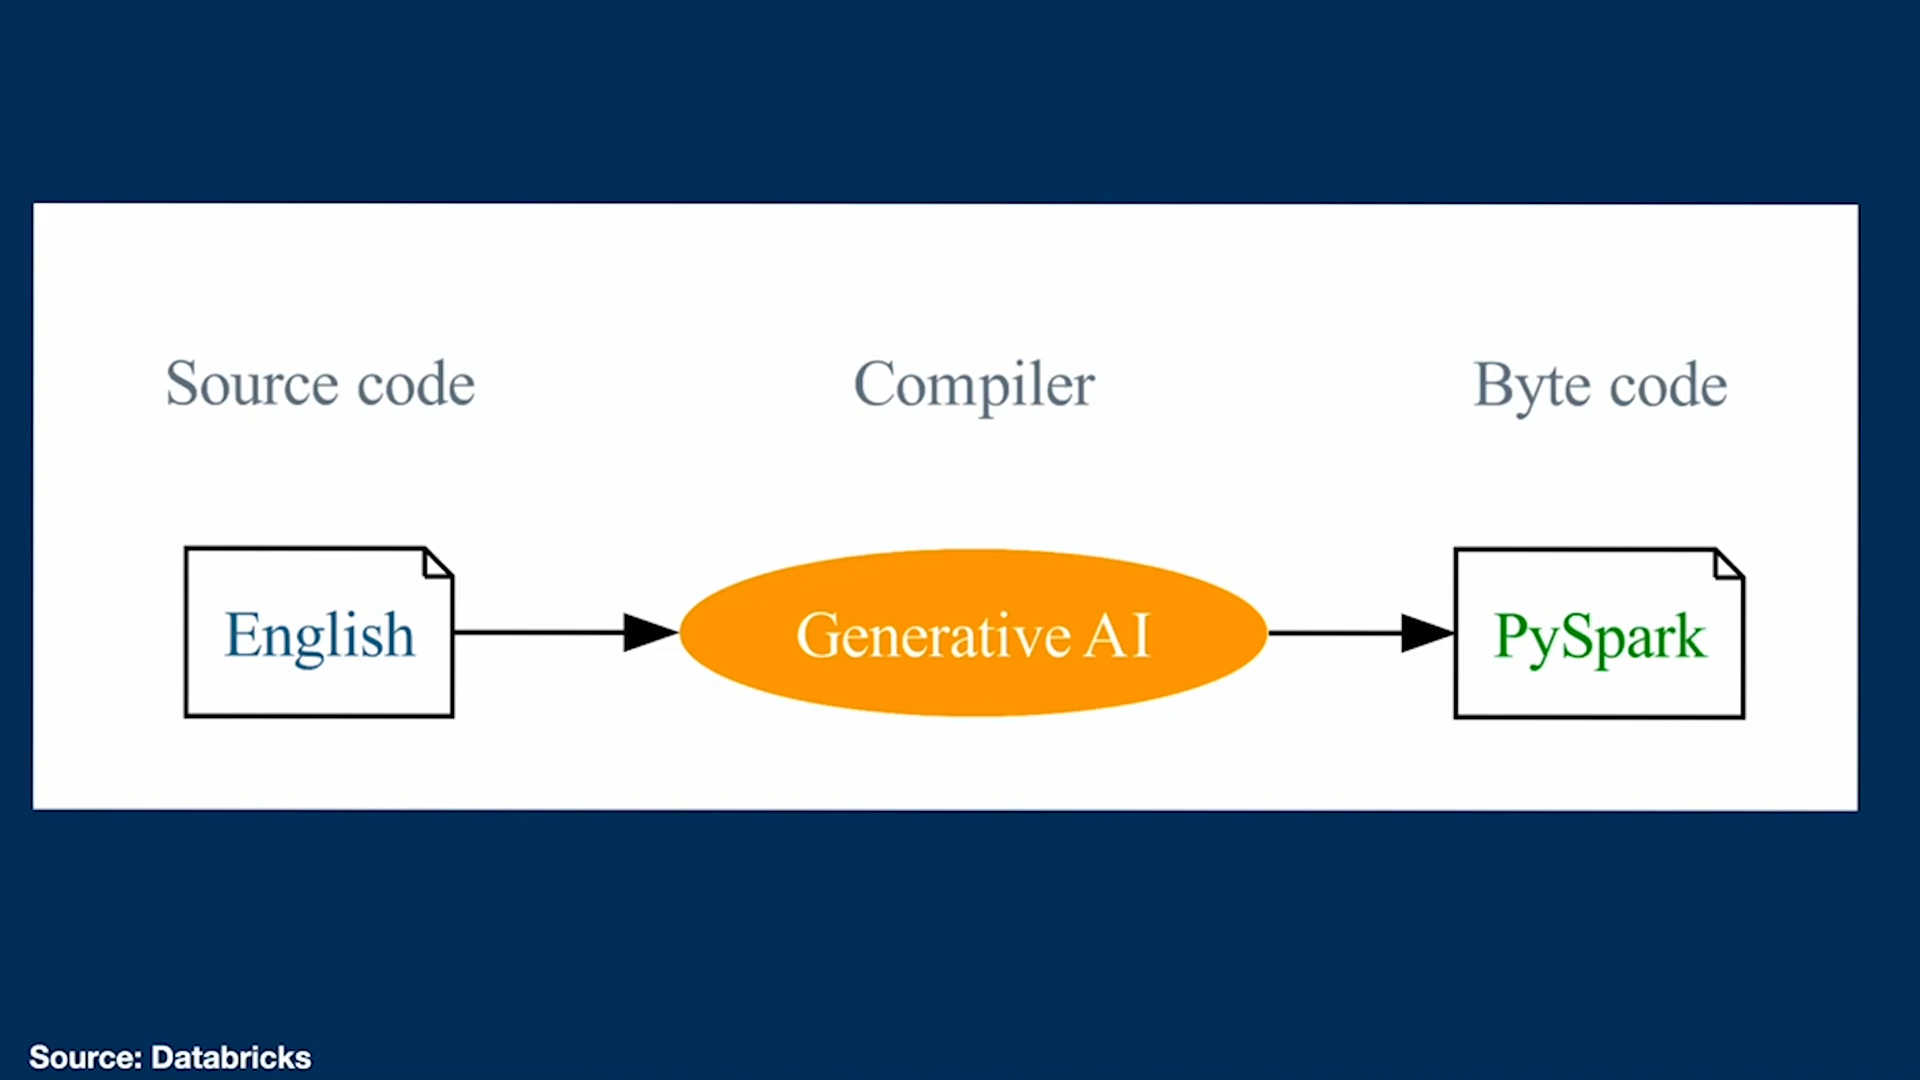 Source code
Compiler
Byte code
English
Generative AI
PySpark
Source: Databricks